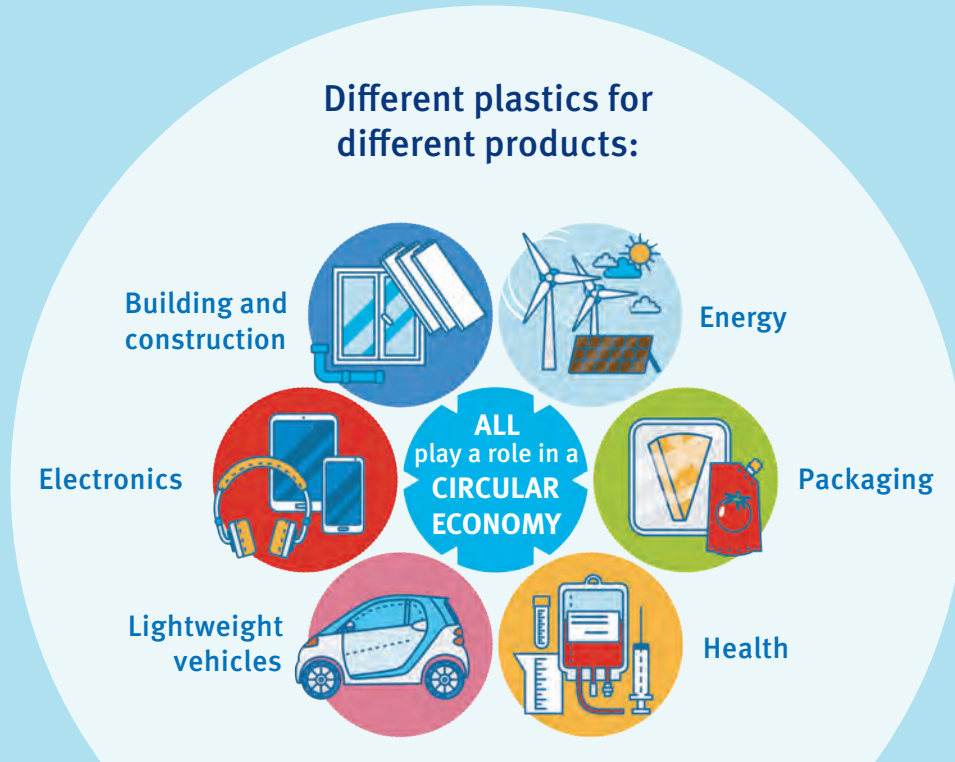 Different plastics for
different products:
Building and
construction
Energy
Electronics
ALL
play a role in a
CIRCULAR
ECONOMY
Packaging
Lightweight
vehicles
Health